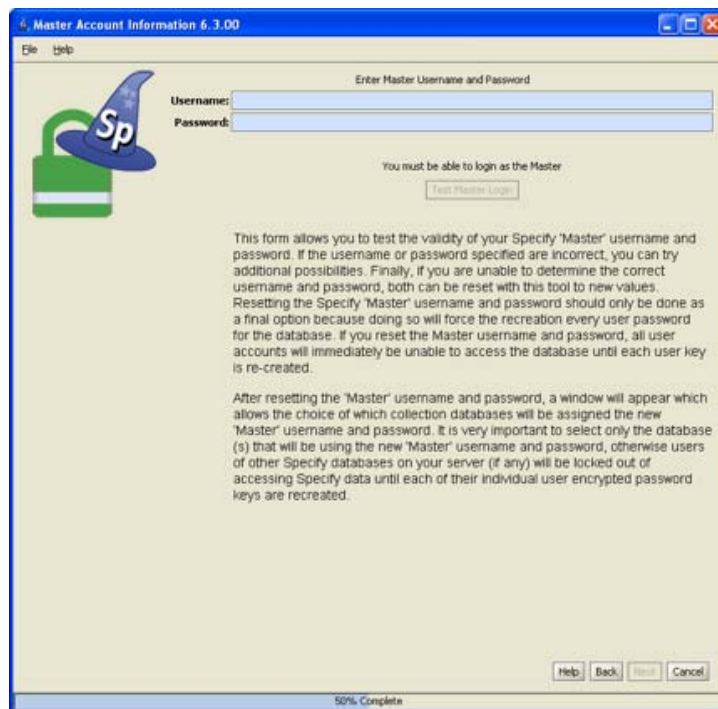 Master Account Information 6.3.00
File Help
Sp
Enter Master Username and Password
Username:
Password:
You must be able to login as the Master
Test Master Login
This form allows you to test the validity of your Specify 'Master' username and
password. If the username or password specified are incorrect, you can try
additional possibilities. Finally, if you are unable to determine the correct
username and password, both can be reset with this tool to new values.
Resetting the Specify 'Master' username and password should only be done as
a final option because doing so will force the recreation every user password
for the database. If you reset the Master username and password, all user
accounts will immediately be unable to access the database until each user key
is re-created.
After resetting the 'Master' username and password, a window will appear which
allows the choice of which collection databases will be assigned the new
'Master' username and password. It is very important to select only the database
(s) that will be using the new 'Master' username and password, otherwise users
of other Specify databases on your server (if any) will be locked out of
accessing Specify data until each of their individual user encrypted password
keys are recreated.
Help Back Next Cancel
50% Complete